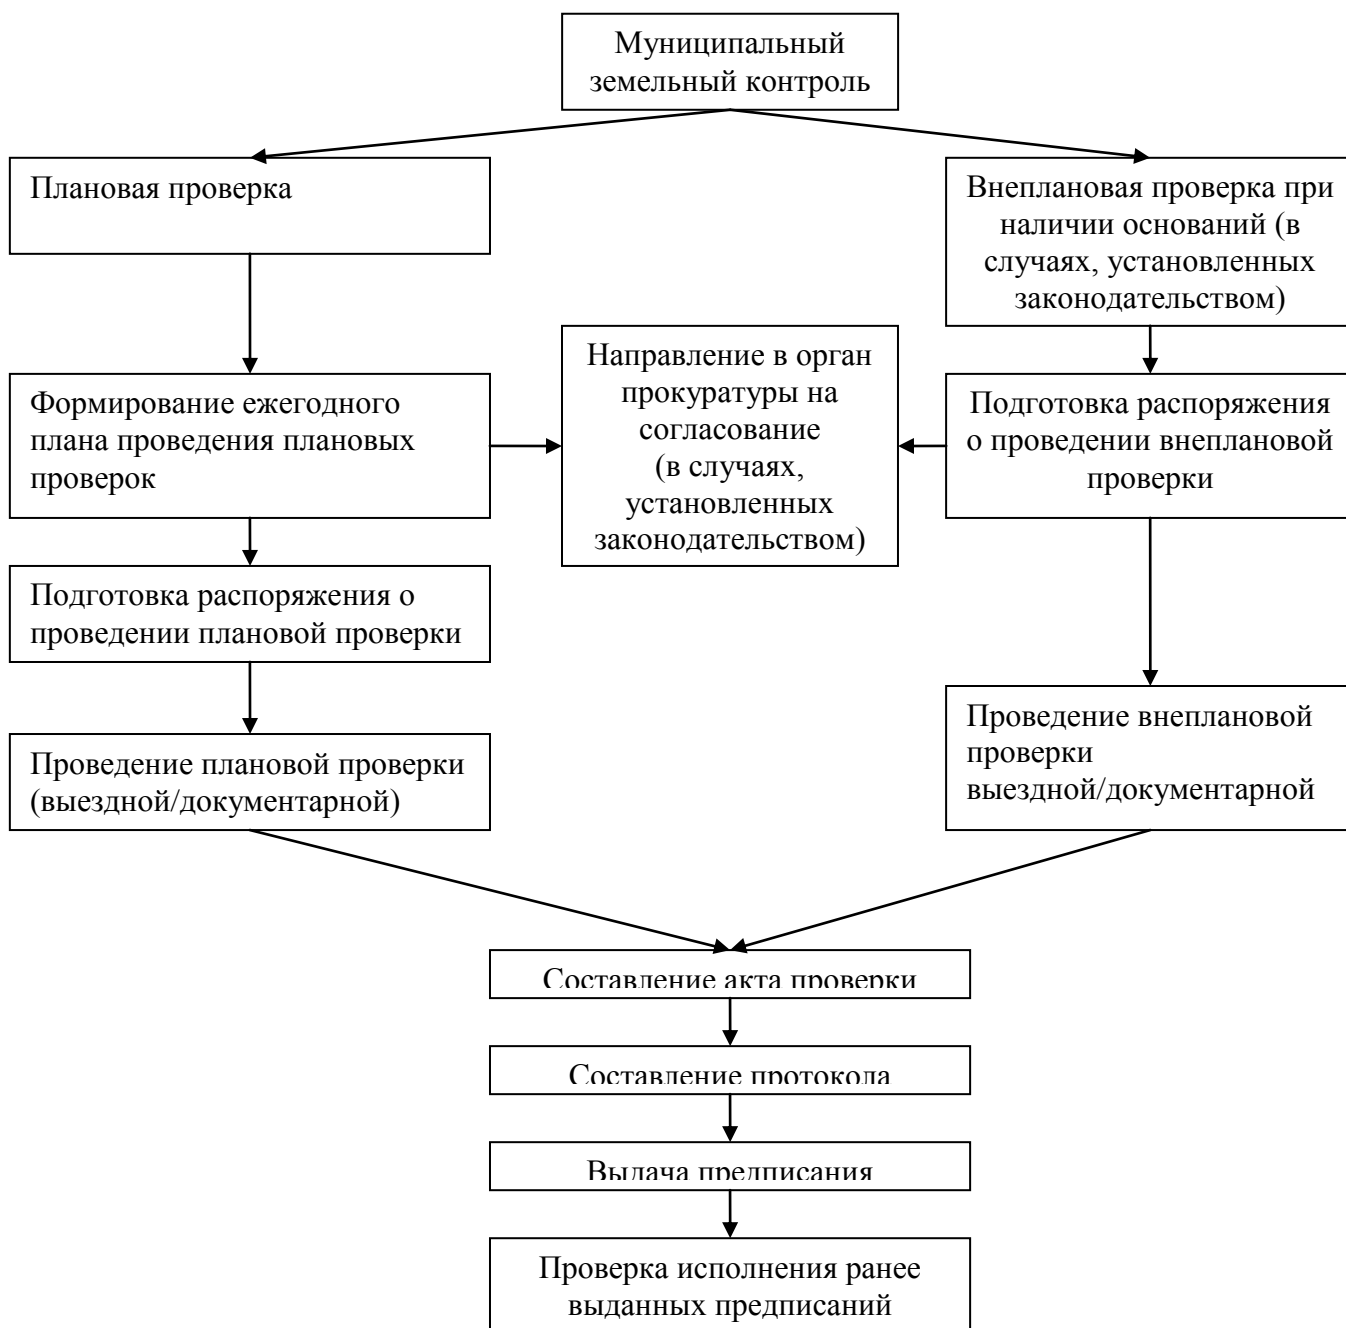 Муниципальный
земельный контроль
Плановая проверка
Внеплановая проверка при
наличии оснований (в
случаях, установленных
законодательством)
Формирование ежегодного
плана проведения плановых
проверок
Направление в орган
прокуратуры на
согласование
(в случаях,
установленных
законодательством)
Подготовка распоряжения
о проведении внеплановой
проверки
Подготовка распоряжения о
проведении плановой проверки
Проведение плановой проверки
(выездной/документарной)
Проведение внеплановой
проверки
выездной/документарной
Составление акта проверки
Составление протокола
Выдача предписания
Проверка исполнения ранее
выданных предписаний